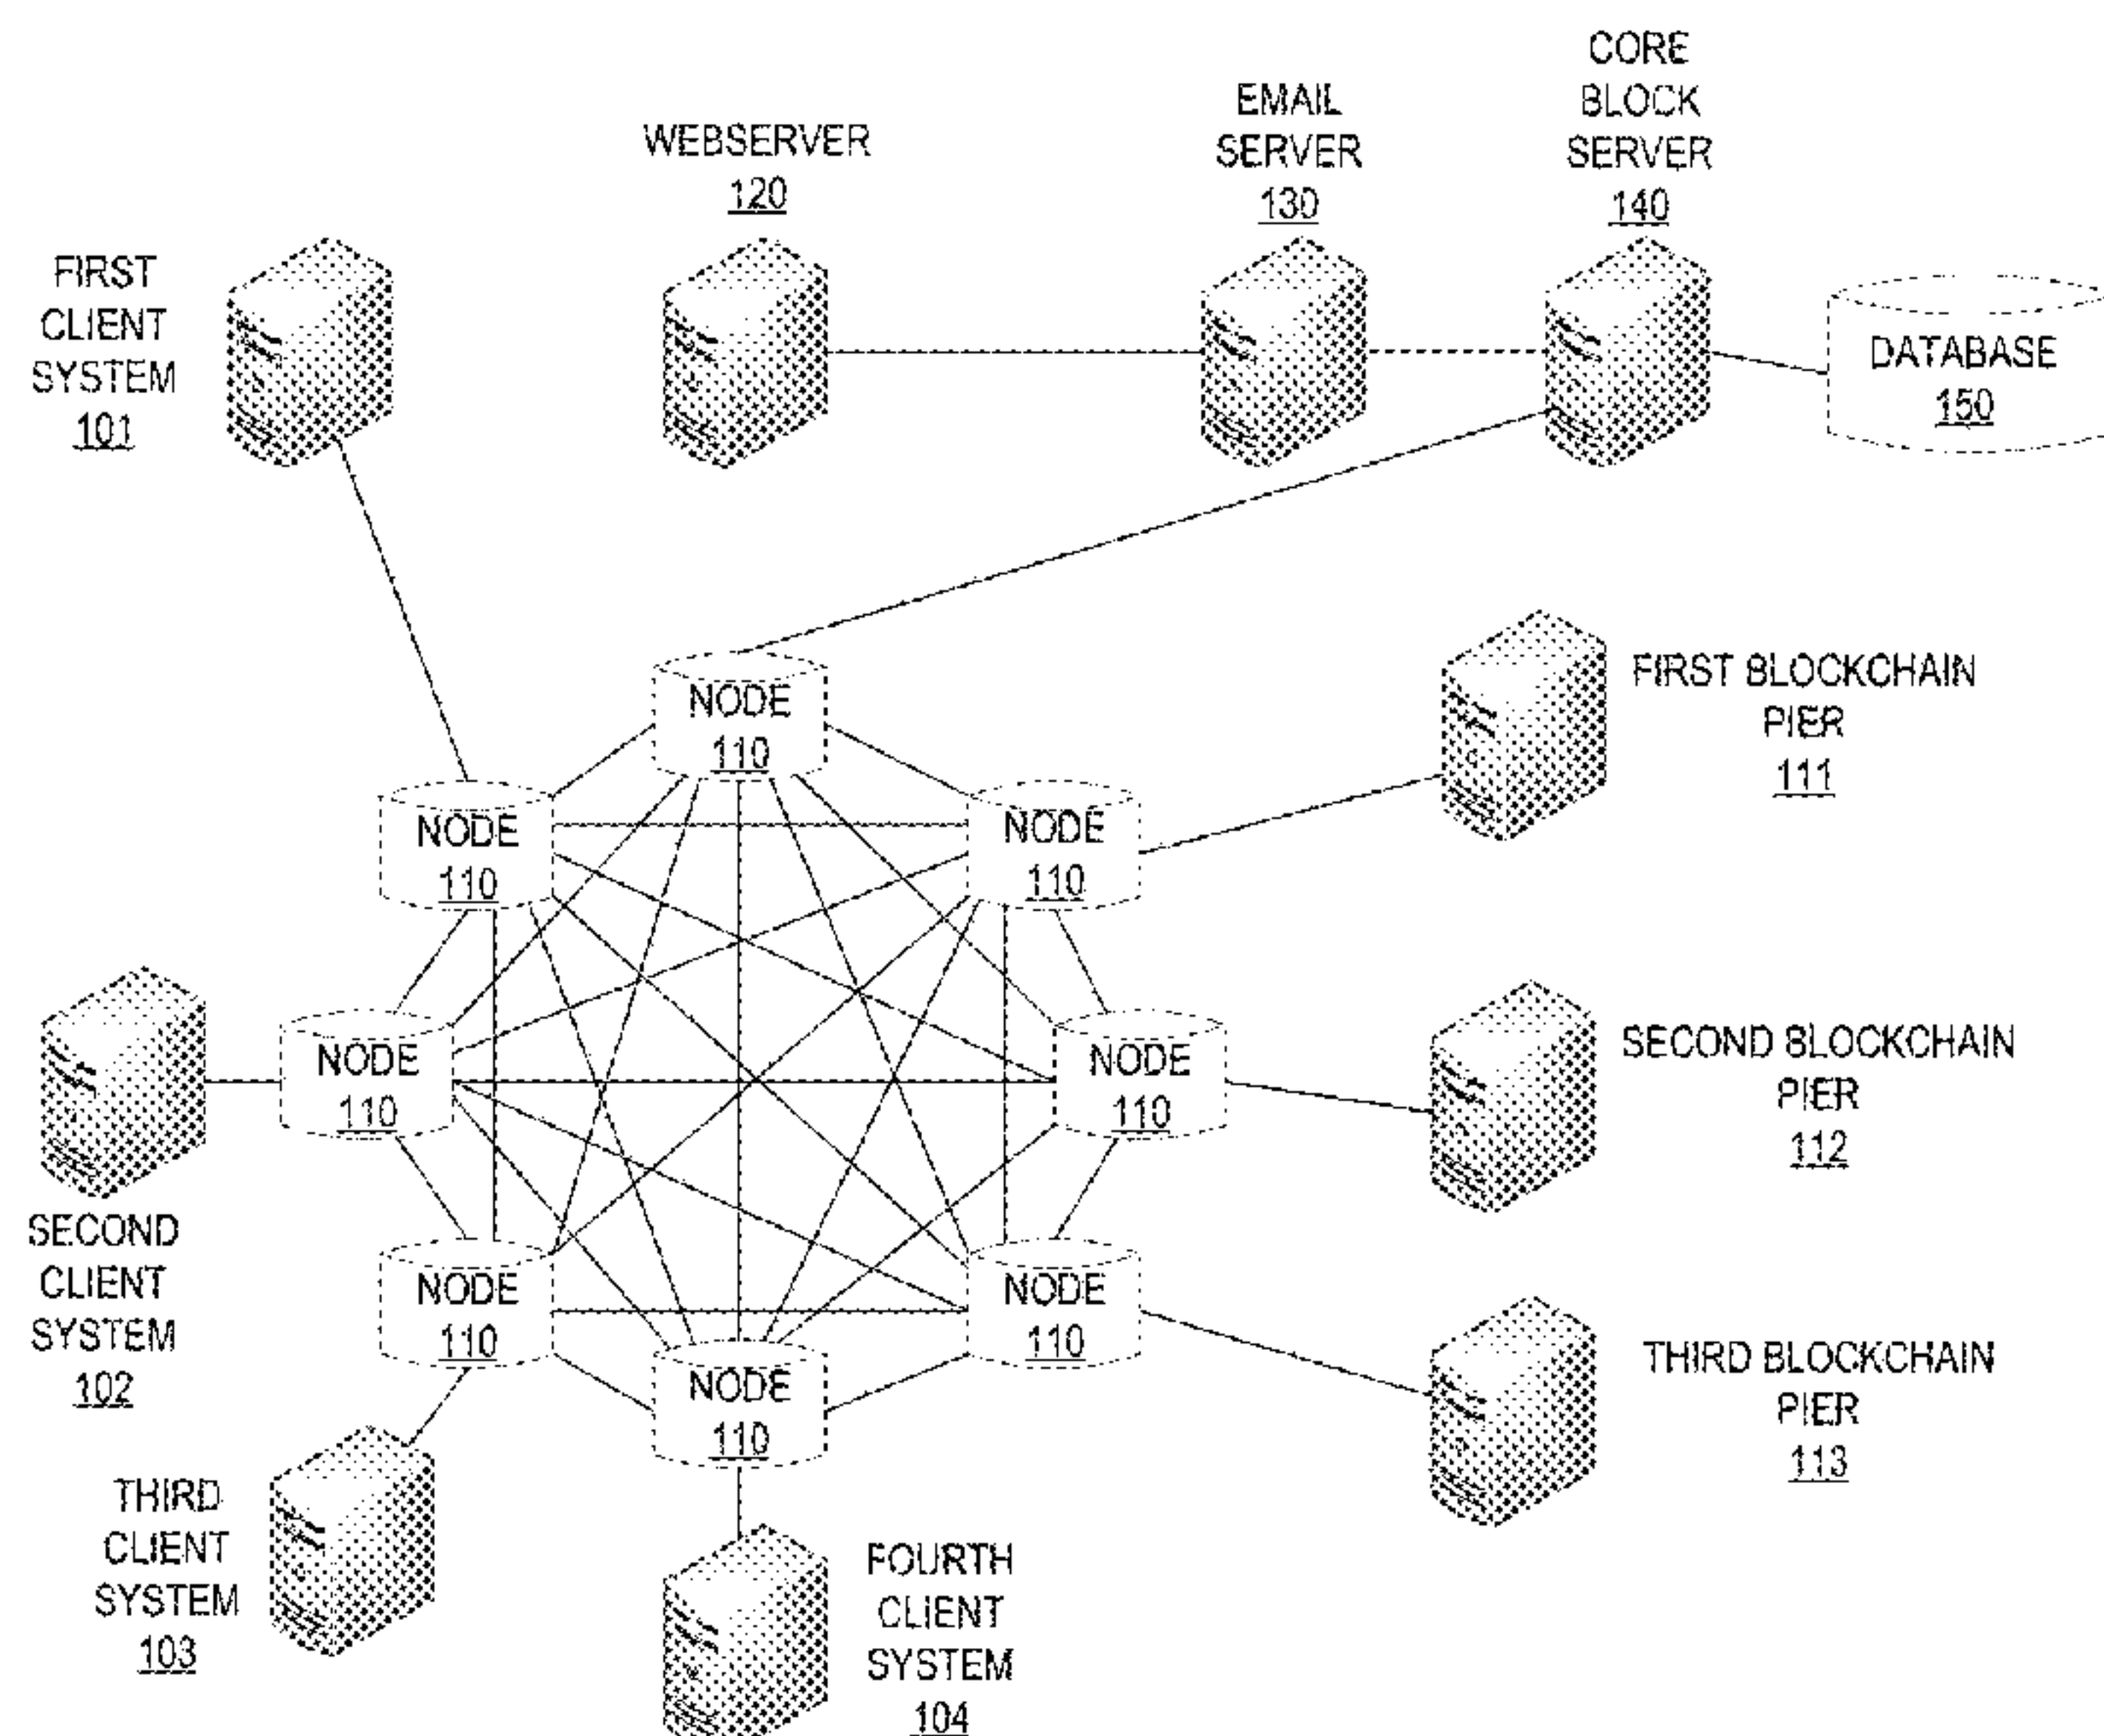 CORE
BLOCK
SERVER
140
EMAIL
SERVER
130
WEBSERVER
120
FIRST
CLIENT
SYSTEM
101
DATABASE
150
FIRST BLOCKCHAIN
PIER
111
NODE
110
NODE
110
NODE
110
SECOND BLOCKCHAIN
PIER
112
NODE
110
NODE
110
SECOND
CLIENT
SYSTEM
102
NODE
110
NODE
110
THIRD BLOCKCHAIN
PIER
113
NODE
110
THIRD
CLIENT
SYSTEM
103
FOURTH
CLIENT
SYSTEM
104